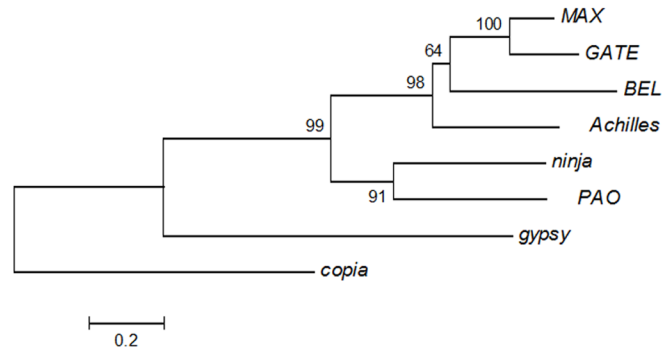 MAX
100
GATE
64
BEL
98
Achilles
99
ninja
91
PAO
gypsy
copia
0.2